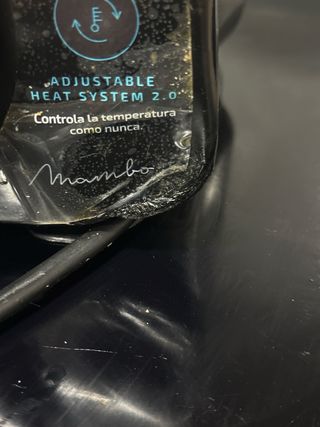 ADJUSTABLE
HEAT SYSTEM 2.0
Controla la temperatura
como nunca.
Mambo